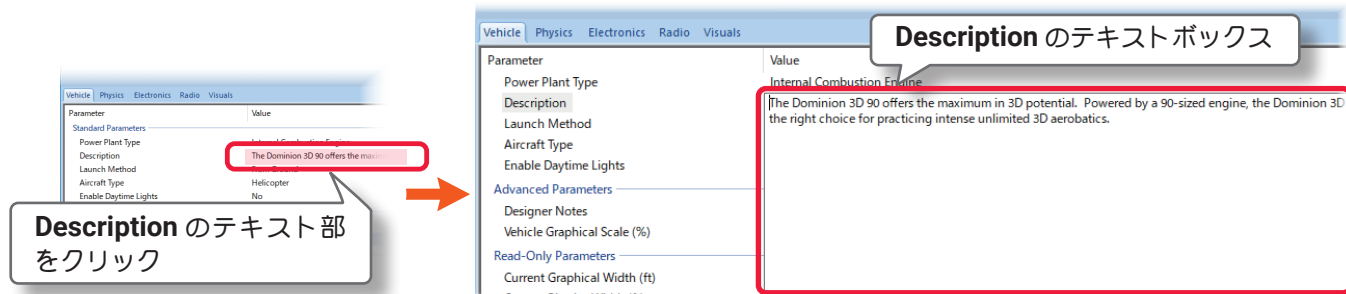 Vehicle Physics Electronics Radio Visuals
Parameter Value
Standard Parameters
Power Plant Type Internal Combustion Engine
Description The Dominion 3D 90 offers the maxim
Launch Method From Ground
Aircraft Type Helicopter
Enable Daytime Lights No
Description のテキスト部
をクリック
Vehicle Physics Electronics Radio Visuals
Description のテキストボックス
Parameter Value
Power Plant Type Internal Combustion Engine
Description The Dominion 3D 90 offers the maximum in 3D potential. Powered by a 90-sized engine, the Dominion 3D
the right choice for practicing intense unlimited 3D aerobatics.
Launch Method
Aircraft Type
Enable Daytime Lights
Advanced Parameters
Designer Notes
Vehicle Graphical Scale (%)
Read-Only Parameters
Current Graphical Width (ft)